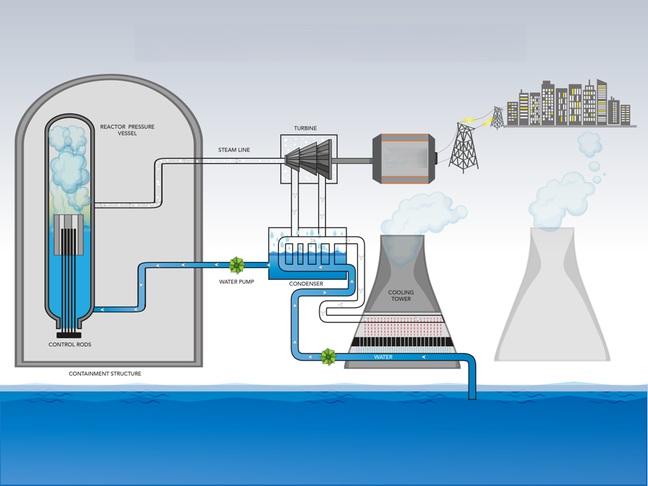 REACTOR PRESSURE
VESSEL
TURBINE
STEAM LINE
WATER PUMP
CONDENSER
COOLING
TOWER
CONTROL RODS
WATER
CONTAINMENT STRUCTURE